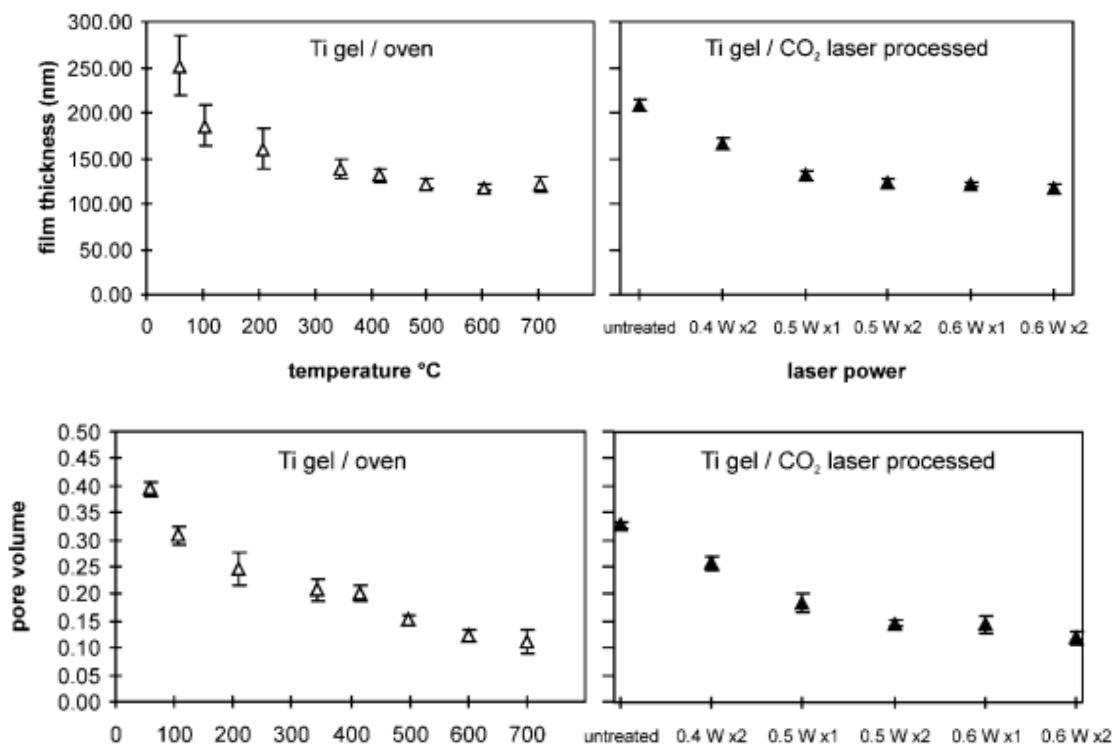 Ti gel / oven
film thickness (nm)
300.00
250.00
200.00
150.00
100.00
50.00
0.00
0 100 200 300 400 500 600 700
temperature °C
Ti gel / CO₂ laser processed
untreated 0.4 W x2 0.5 W x1 0.5 W x2 0.6 W x1 0.6 W x2
laser power
Ti gel / oven
pore volume
0.50
0.45
0.40
0.35
0.30
0.25
0.20
0.15
0.10
0.05
0.00
0 100 200 300 400 500 600 700
Ti gel / CO₂ laser processed
untreated 0.4 W x2 0.5 W x1 0.5 W x2 0.6 W x1 0.6 W x2